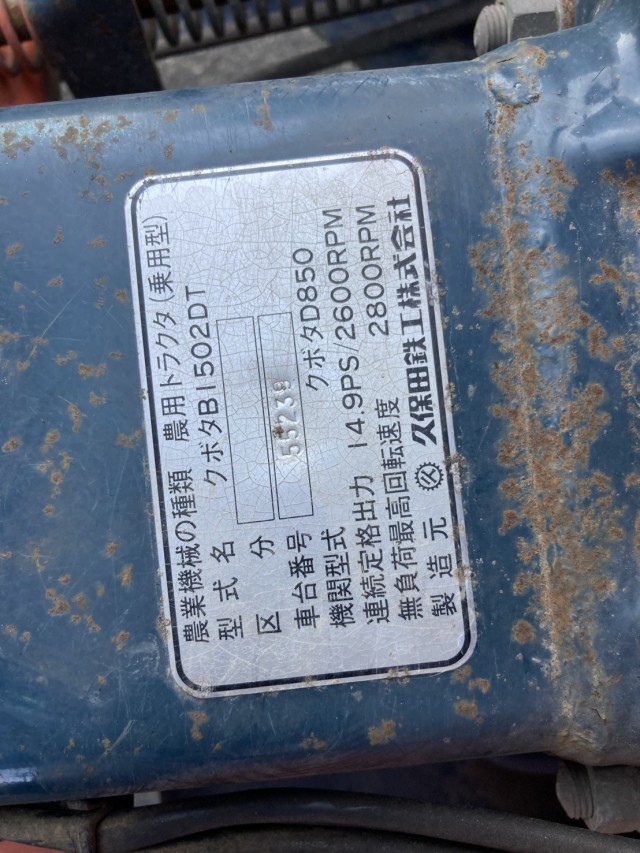 農業機械の種類 農用トラクタ(乗用型)
型式名 クボタB1502DT
区分
車台番号 55239
機関型式 クボタD850
連続定格出力 14.9PS/2600RPM
無負荷最高回転速度 2800RPM
製造元 久保田鉄工株式会社